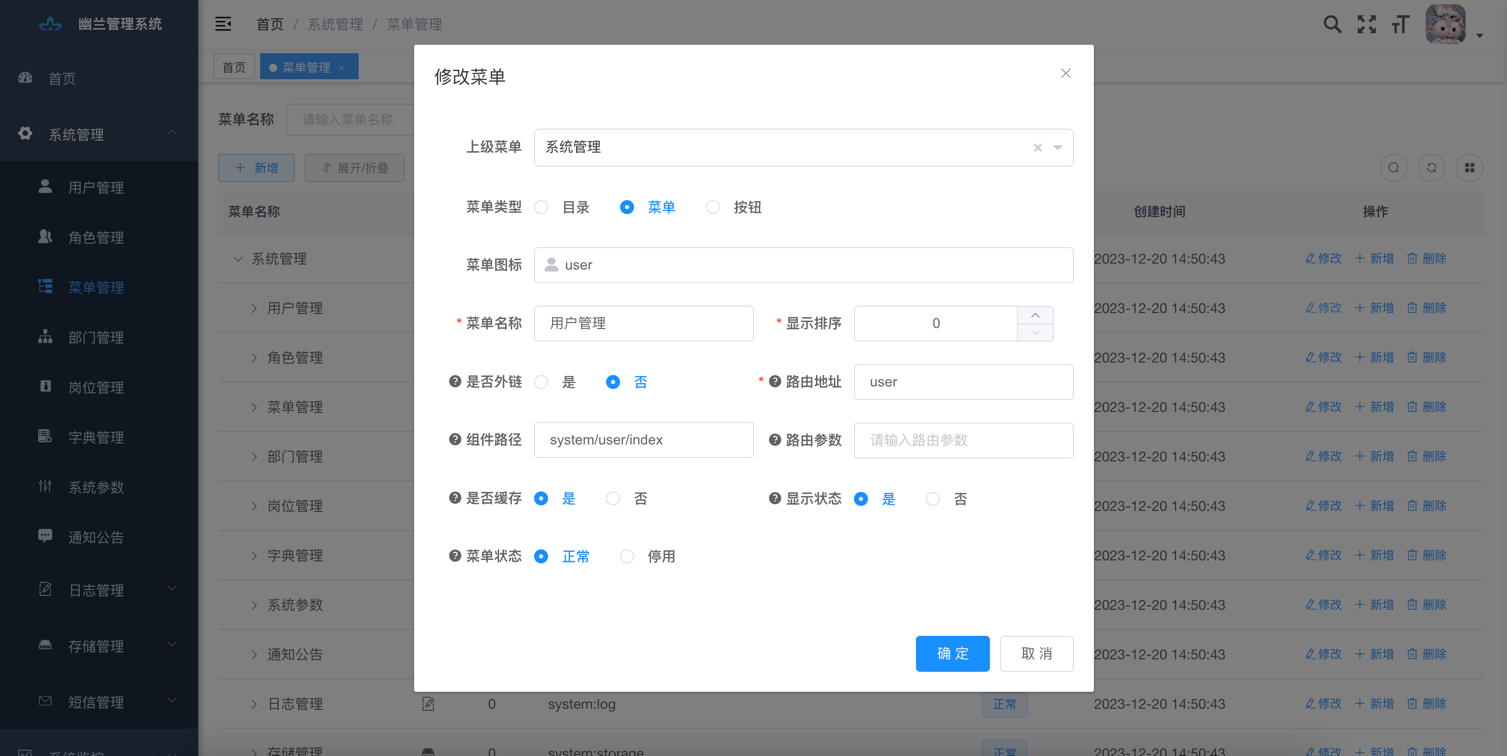 幽兰管理系统
首页 / 系统管理 / 菜单管理
首页
菜单管理 ×
首页
系统管理
用户管理
角色管理
菜单管理
部门管理
岗位管理
字典管理
系统参数
通知公告
日志管理
存储管理
短信管理
系统监控
菜单名称 请输入菜单名称
+ 新增 展开/折叠
菜单名称 创建时间 操作
系统管理 2023-12-20 14:50:43 修改 + 新增 删除
用户管理 2023-12-20 14:50:43 修改 + 新增 删除
角色管理 2023-12-20 14:50:43 修改 + 新增 删除
菜单管理 2023-12-20 14:50:43 修改 + 新增 删除
部门管理 2023-12-20 14:50:43 修改 + 新增 删除
岗位管理 2023-12-20 14:50:43 修改 + 新增 删除
字典管理 2023-12-20 14:50:43 修改 + 新增 删除
系统参数 2023-12-20 14:50:43 修改 + 新增 删除
通知公告 2023-12-20 14:50:43 修改 + 新增 删除
日志管理 0 system:log 正常 2023-12-20 14:50:43 修改 + 新增 删除
存储管理 0 system:storage 正常 2023-12-20 14:50:43 修改 + 新增 删除
修改菜单
上级菜单 系统管理
菜单类型 目录 菜单 按钮
菜单图标 user
* 菜单名称 用户管理 * 显示排序 0
是否外链 是 否 * 路由地址 user
组件路径 system/user/index 路由参数 请输入路由参数
是否缓存 是 否 显示状态 是 否
菜单状态 正常 停用
确 定 取 消